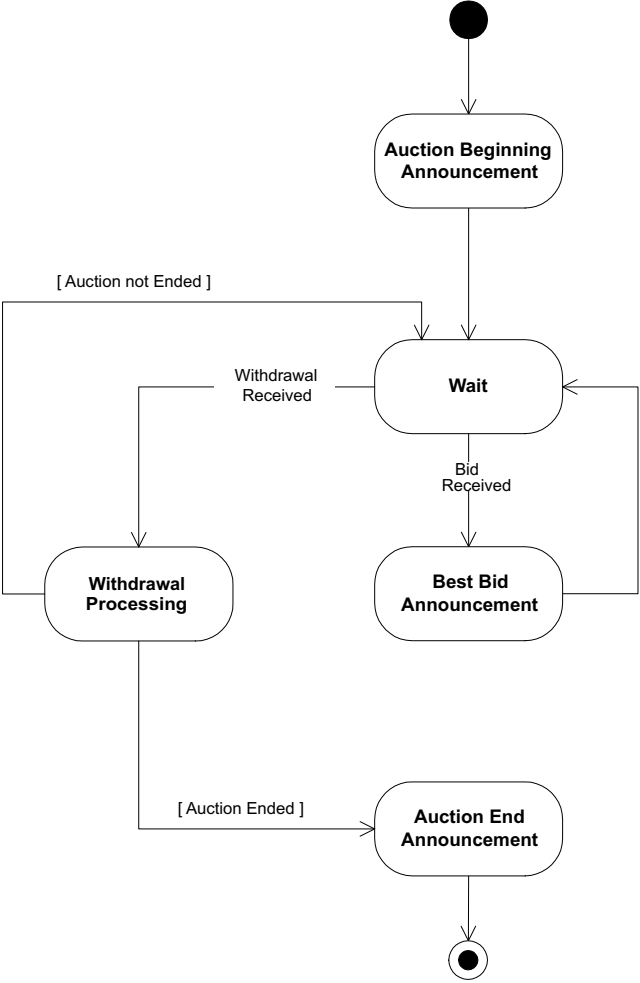 Auction Beginning
Announcement
[ Auction not Ended ]
Withdrawal
Received
Wait
Bid
Received
Withdrawal
Processing
Best Bid
Announcement
[ Auction Ended ]
Auction End
Announcement